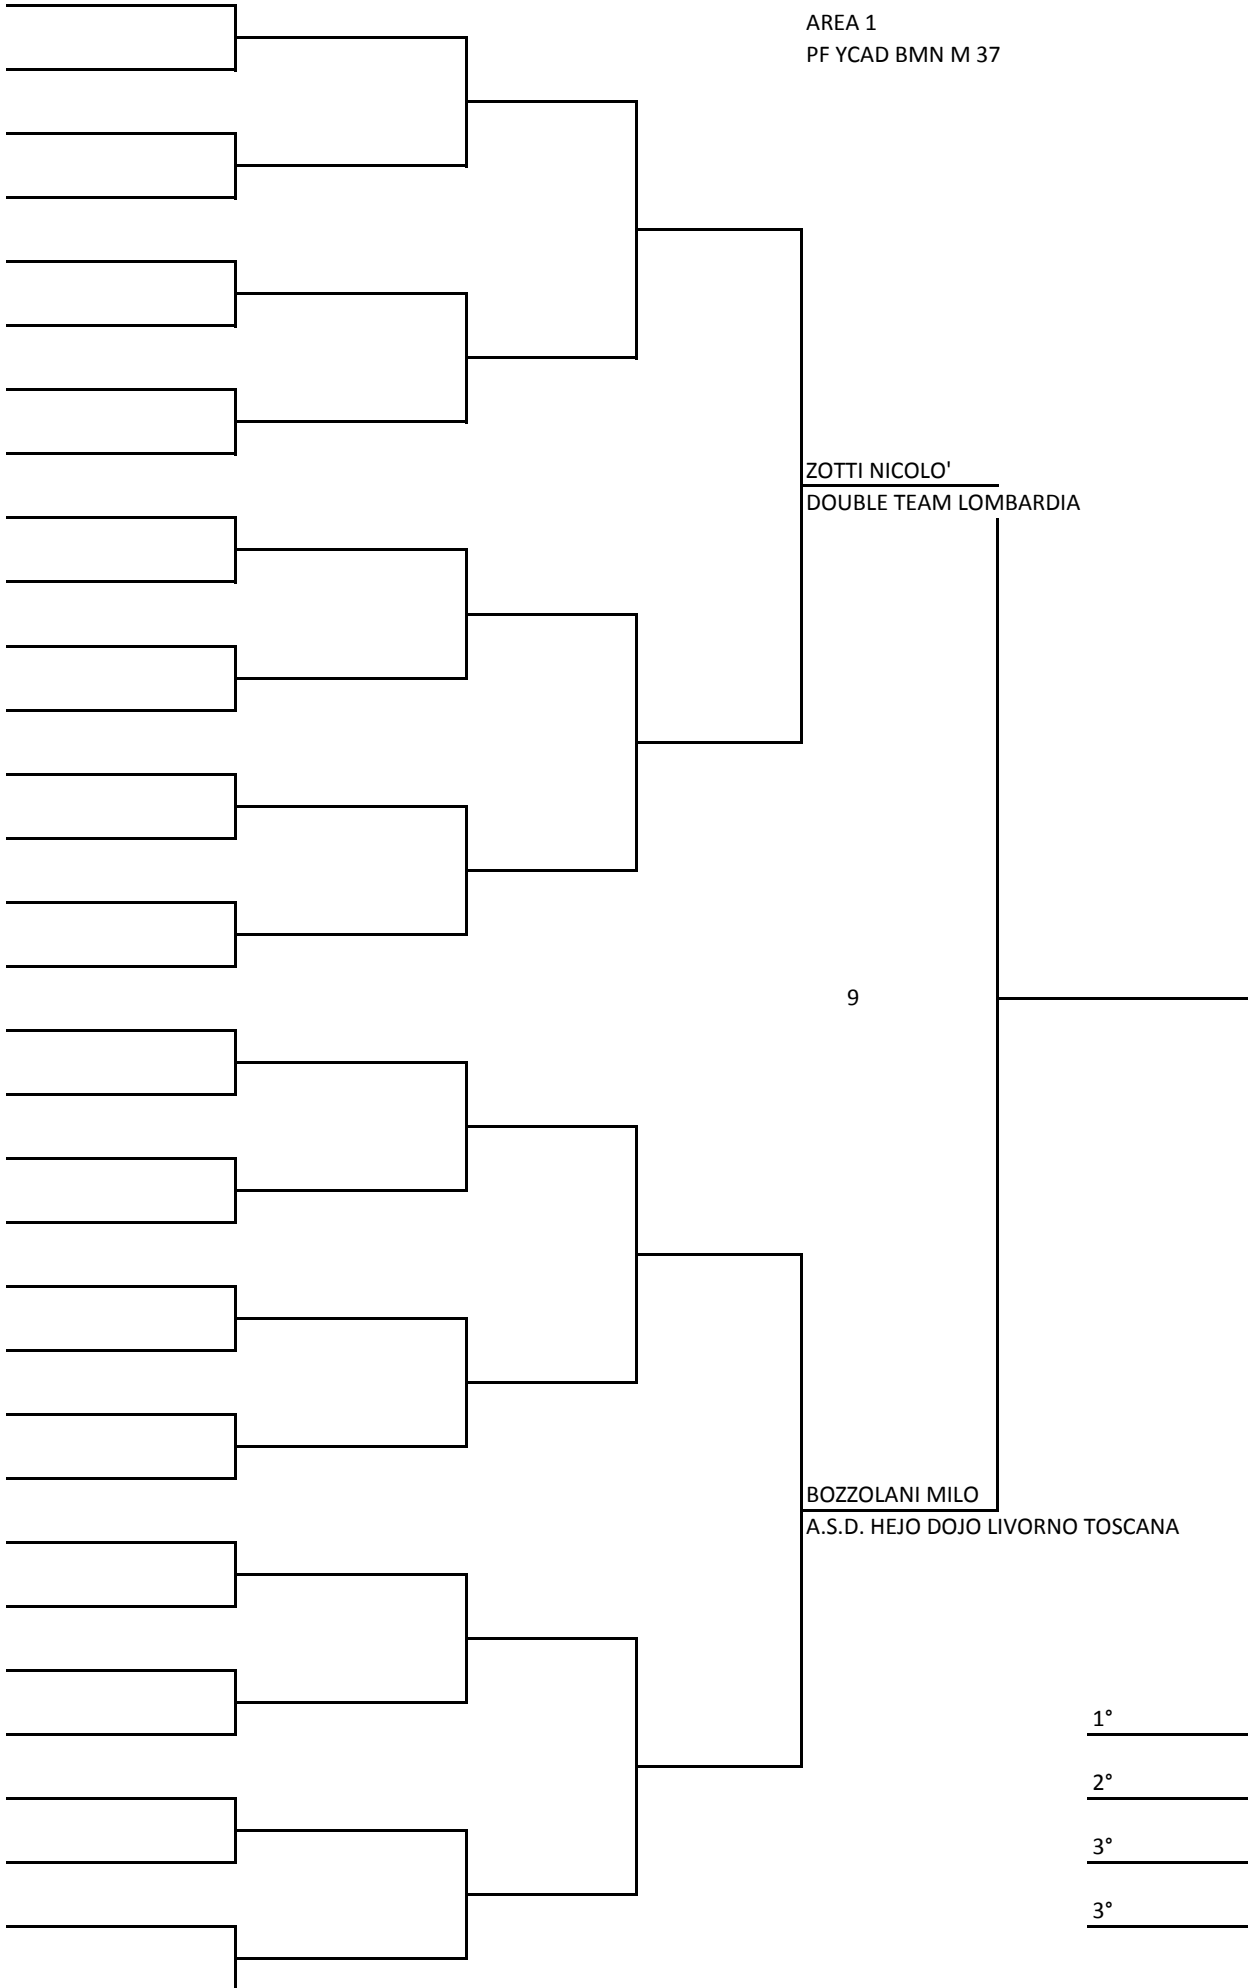 AREA 1
PF YCAD BMN M 37
ZOTTI NICOLO'
DOUBLE TEAM LOMBARDIA
9
BOZZOLANI MILO
A.S.D. HEJO DOJO LIVORNO TOSCANA
1°
2°
3°
3°